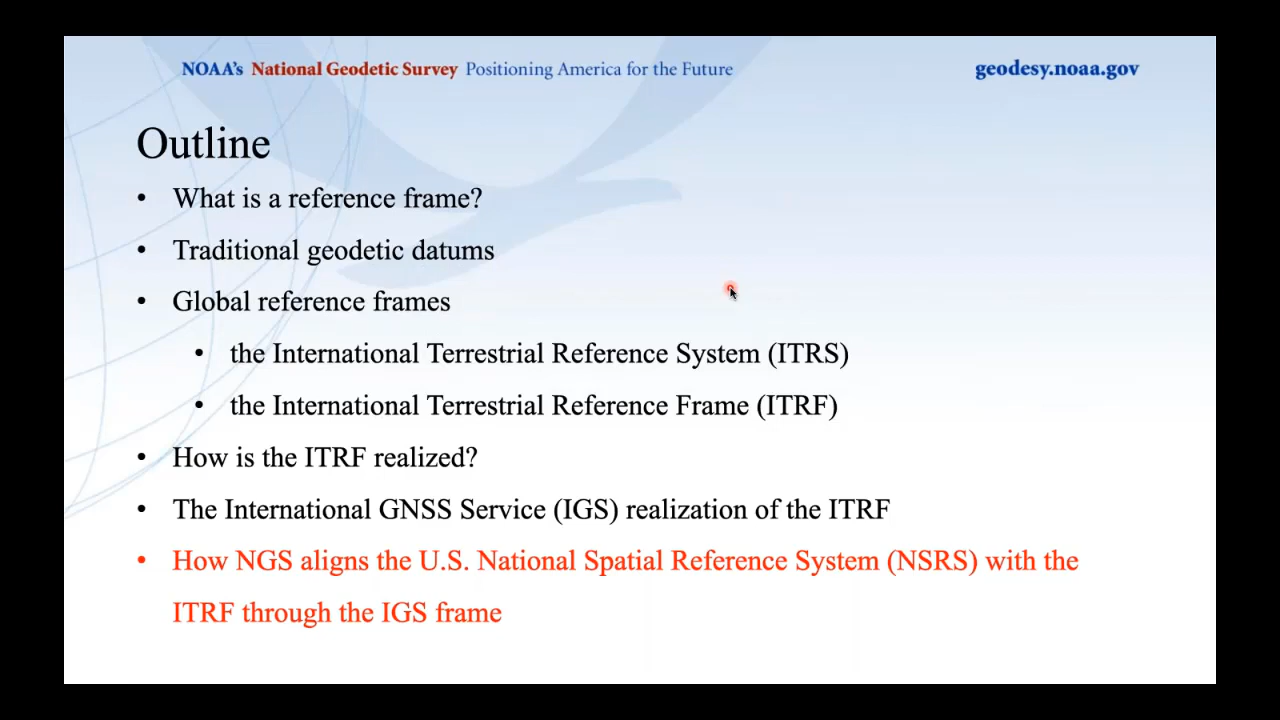 NOAA's National Geodetic Survey Positioning America for the Future
geodesy.noaa.gov
Outline
• What is a reference frame?
• Traditional geodetic datums
• Global reference frames
• the International Terrestrial Reference System (ITRS)
• the International Terrestrial Reference Frame (ITRF)
• How is the ITRF realized?
• The International GNSS Service (IGS) realization of the ITRF
• How NGS aligns the U.S. National Spatial Reference System (NSRS) with the
ITRF through the IGS frame